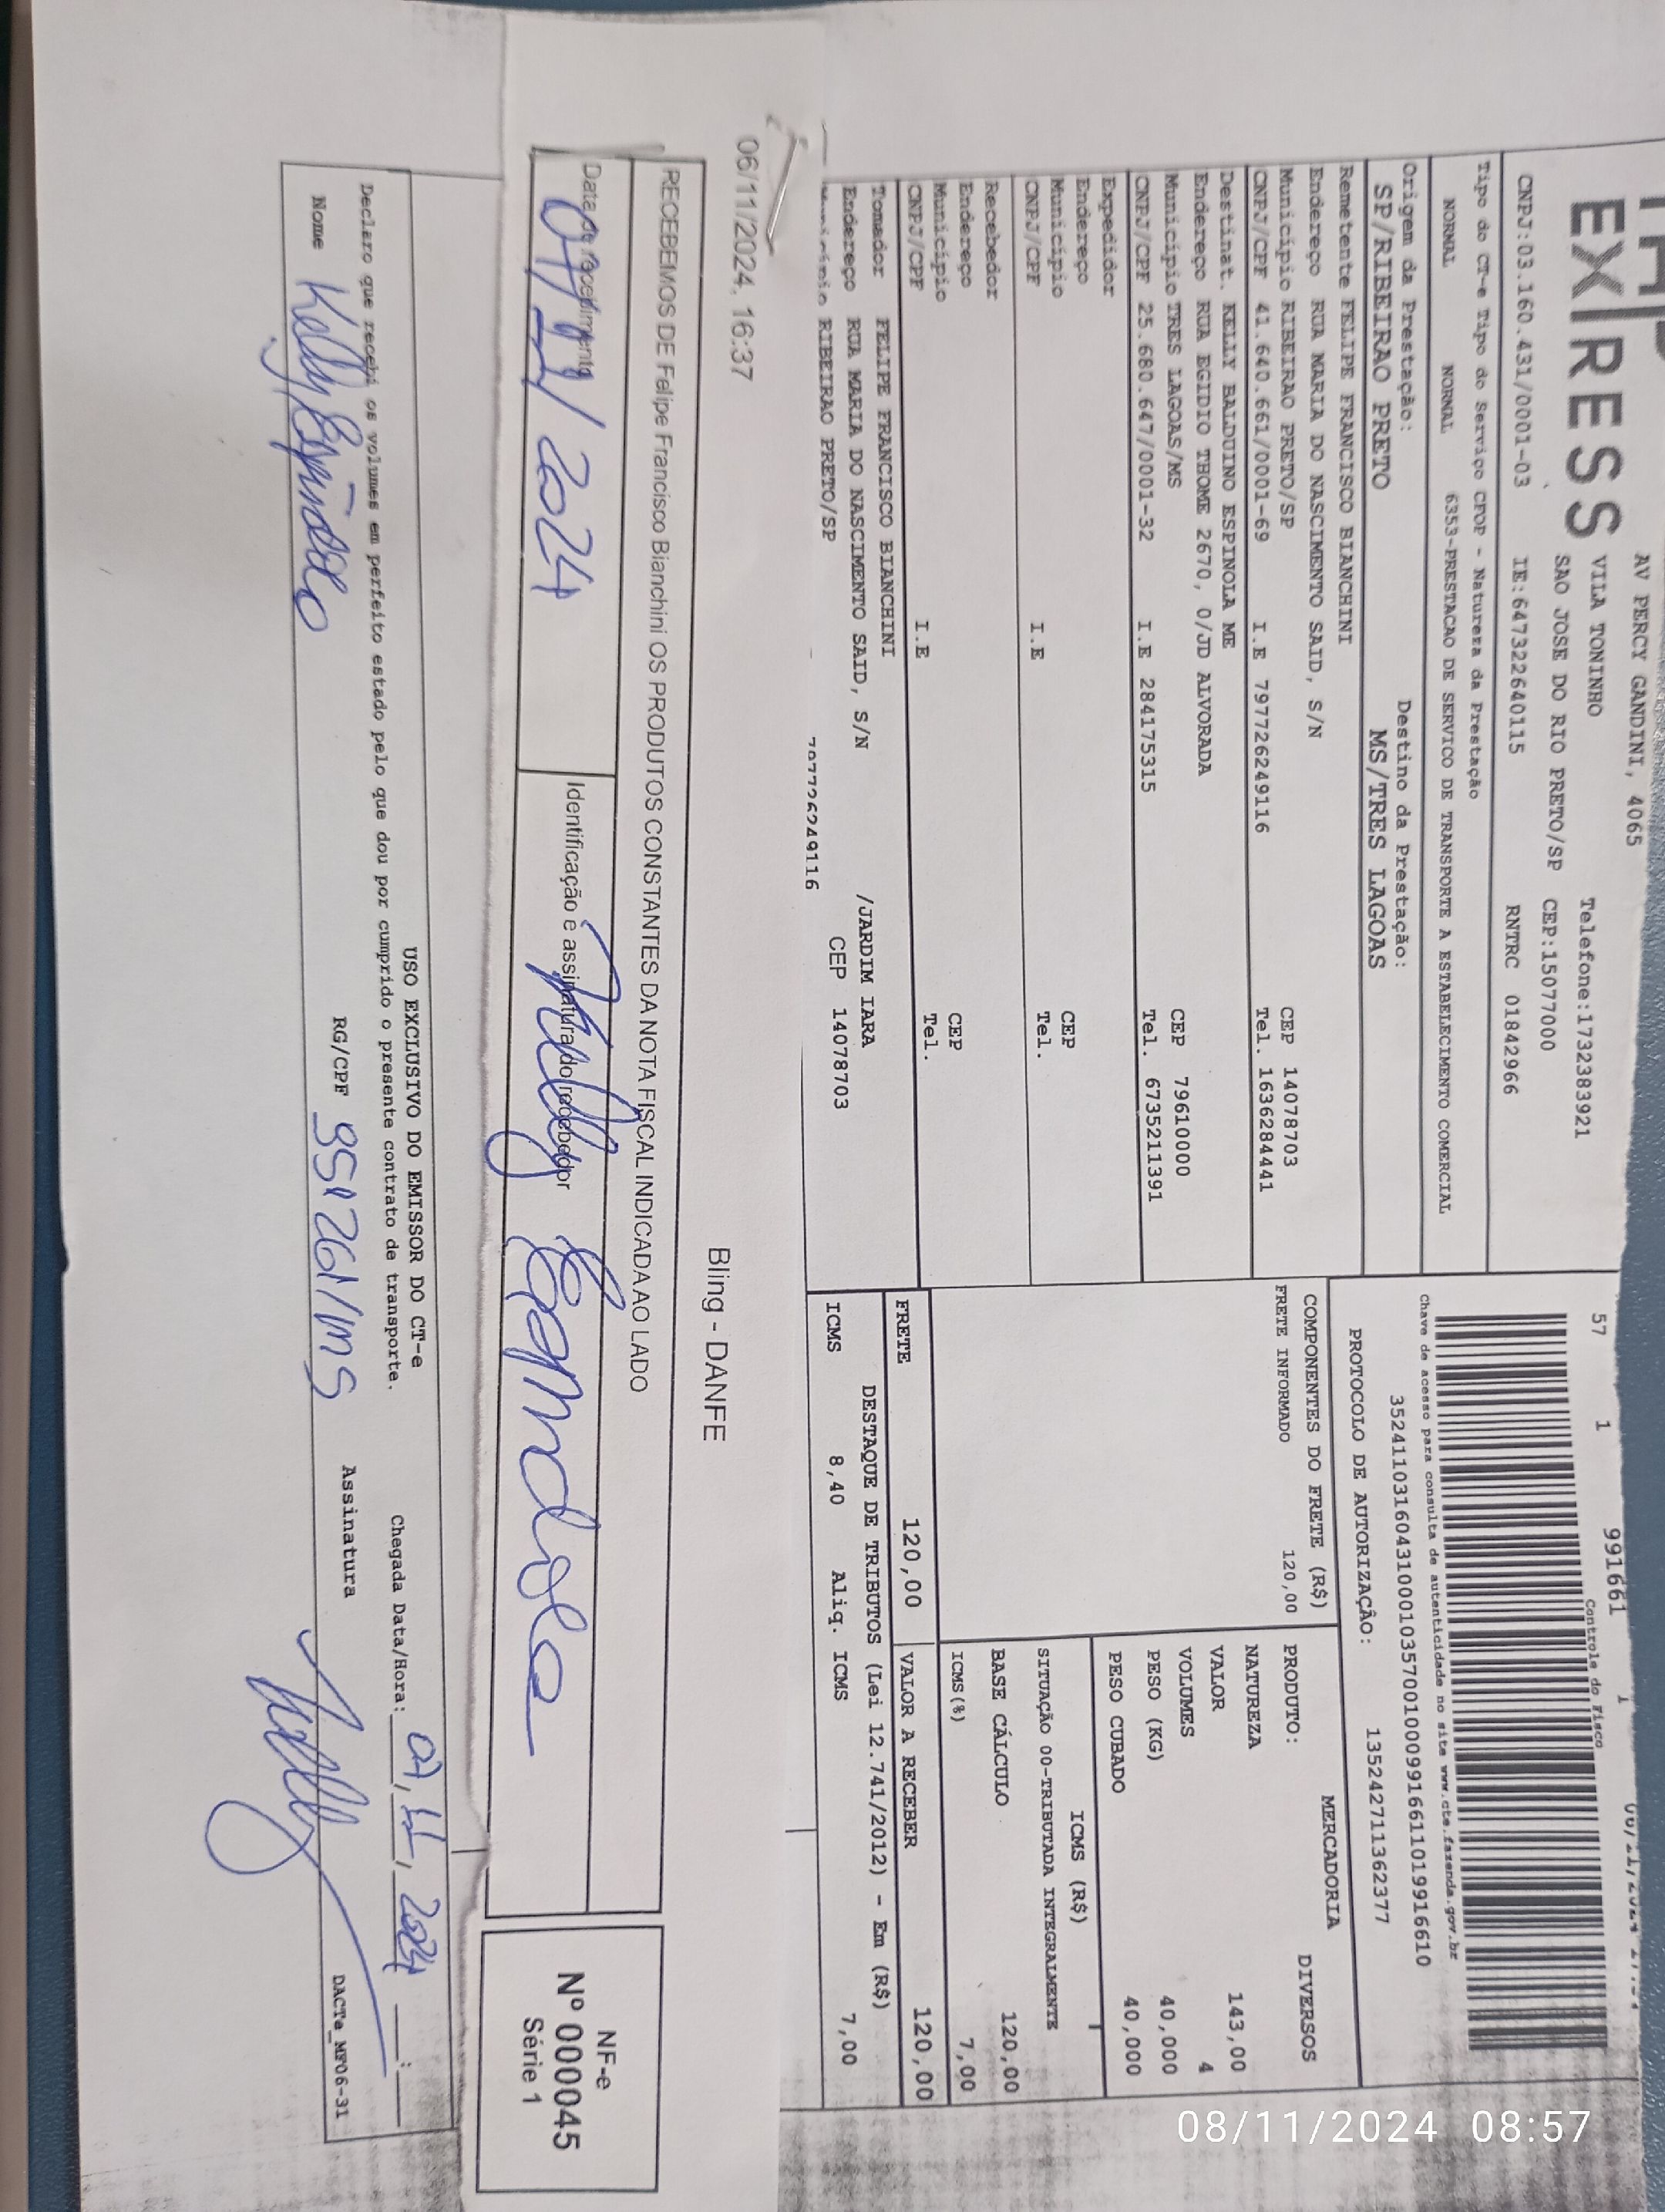 EX RESS
AV PERCY GANDINI, 4065
VILA TONINHO
Telefone:1732383921
SAO JOSE DO RIO PRETO/SP CEP:15077000
CNPJ:03.160.431/0001-03 IE:647322640115 RNTRC 01842966
57 1 991661 1
Controle do Fisco
Tipo do CT-e Tipo do Serviço CFOP - Natureza da Prestação
NORMAL NORMAL 6353-PRESTACAO DE SERVICO DE TRANSPORTE A ESTABELECIMENTO COMERCIAL
Chave de acesso para consulta de autenticidade no site www.cte.fazenda.gov.br
35241103160431000103570010009916611019916610
Origem da Prestação: Destino da Prestação:
SP/RIBEIRAO PRETO MS/TRES LAGOAS
PROTOCOLO DE AUTORIZAÇÃO: 135242711362377
Remetente FELIPE FRANCISCO BIANCHINI
Endereço RUA MARIA DO NASCIMENTO SAID, S/N
Município RIBEIRAO PRETO/SP CEP 14078703
CNPJ/CPF 41.640.661/0001-69 I.E 797726249116 Tel. 1636284441
Destinat. KELLY BALDUINO ESPINOLA ME
Endereço RUA EGIDIO THOME 2670, 0/JD ALVORADA
Município TRES LAGOAS/MS CEP 79610000
CNPJ/CPF 25.680.647/0001-32 I.E 284175315 Tel. 6735211391
Expedidor
Endereço
Município CEP
CNPJ/CPF I.E Tel.
Recebedor
Endereço
Município CEP
CNPJ/CPF I.E Tel.
Tomador FELIPE FRANCISCO BIANCHINI
Endereço RUA MARIA DO NASCIMENTO SAID, S/N /JARDIM IARA
Município RIBEIRAO PRETO/SP CEP 14078703
797726249116
COMPONENTES DO FRETE (R$)
FRETE INFORMADO 120,00
MERCADORIA
PRODUTO: DIVERSOS
NATUREZA
VALOR 143,00
VOLUMES 4
PESO (KG) 40,000
PESO CUBADO 40,000
ICMS (R$)
SITUAÇÃO 00-TRIBUTADA INTEGRALMENTE
BASE CÁLCULO 120,00
ICMS(%) 7,00
FRETE 120,00 VALOR A RECEBER 120,00
DESTAQUE DE TRIBUTOS (Lei 12.741/2012) - Em (R$)
ICMS 8,40 Aliq. ICMS 7,00
06/11/2024, 16:37 Bling - DANFE
RECEBEMOS DE Felipe Francisco Bianchini OS PRODUTOS CONSTANTES DA NOTA FISCAL INDICADA AO LADO
Data de recebimento Identificação e assinatura do recebedor
07/11/2024 Kelly Espindola
NF-e
Nº 000045
Série 1
USO EXCLUSIVO DO EMISSOR DO CT-e
Declaro que recebi os volumes em perfeito estado pelo que dou por cumprido o presente contrato de transporte.
Chegada Data/Hora: 07/11/2024 __:__
Nome Kelly Espindola RG/CPF 951261/MS Assinatura Kelly
DACTe_MF06-31
08/11/2024 08:57